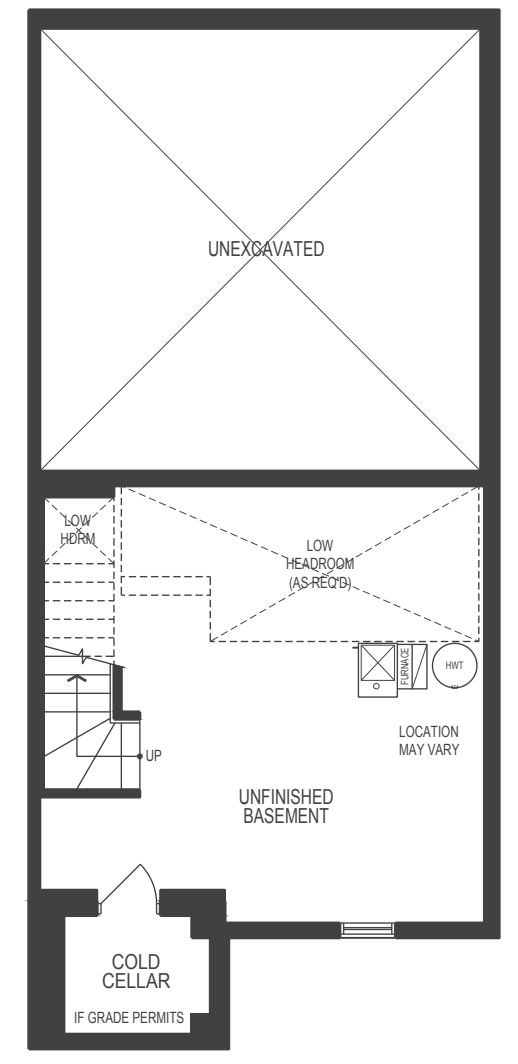 UNEXCAVATED
LOW
HDRM
LOW
HEADROOM
(AS REQ'D)
FURNACE
HWT
LOCATION
MAY VARY
UP
UNFINISHED
BASEMENT
COLD
CELLAR
IF GRADE PERMITS